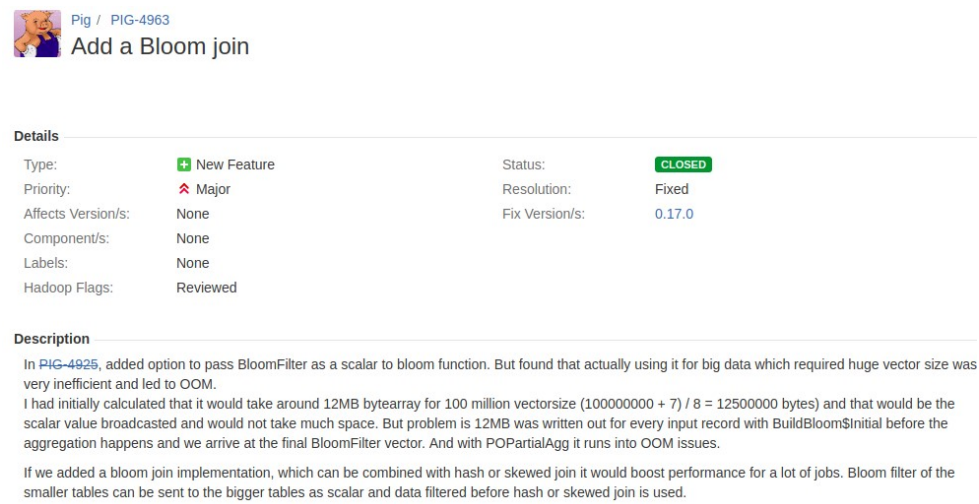 Pig / PIG-4963
Add a Bloom join
Details
Type: New Feature Status: CLOSED
Priority: Major Resolution: Fixed
Affects Version/s: None Fix Version/s: 0.17.0
Component/s: None
Labels: None
Hadoop Flags: Reviewed
Description
In PIG-4925, added option to pass BloomFilter as a scalar to bloom function. But found that actually using it for big data which required huge vector size was
very inefficient and led to OOM.
I had initially calculated that it would take around 12MB bytearray for 100 million vectorsize (100000000 + 7) / 8 = 12500000 bytes) and that would be the
scalar value broadcasted and would not take much space. But problem is 12MB was written out for every input record with BuildBloom$Initial before the
aggregation happens and we arrive at the final BloomFilter vector. And with POPartialAgg it runs into OOM issues.
If we added a bloom join implementation, which can be combined with hash or skewed join it would boost performance for a lot of jobs. Bloom filter of the
smaller tables can be sent to the bigger tables as scalar and data filtered before hash or skewed join is used.